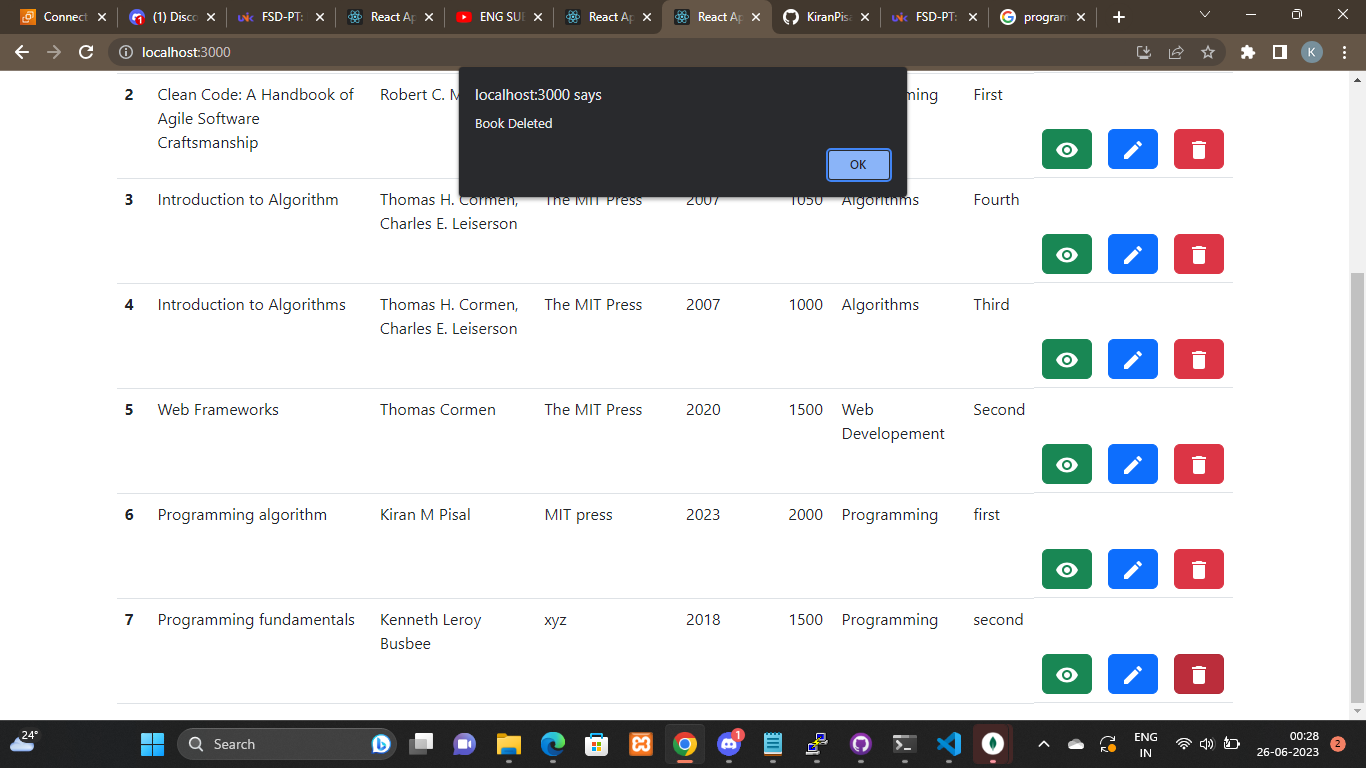 Connect
(1) Disco
FSD-PT:
React Ap
ENG SUB
React Ap
React Ap
KiranPisa
FSD-PT:
program
localhost:3000
K
localhost:3000 says
Book Deleted
OK
2 Clean Code: A Handbook of Robert C. M ming First
Agile Software
Craftsmanship
3 Introduction to Algorithm Thomas H. Cormen, The MIT Press 2007 1050 Algorithms Fourth
Charles E. Leiserson
4 Introduction to Algorithms Thomas H. Cormen, The MIT Press 2007 1000 Algorithms Third
Charles E. Leiserson
5 Web Frameworks Thomas Cormen The MIT Press 2020 1500 Web Second
Developement
6 Programming algorithm Kiran M Pisal MIT press 2023 2000 Programming first
7 Programming fundamentals Kenneth Leroy xyz 2018 1500 Programming second
Busbee
24°
Search
1
ENG
IN
00:28
26-06-2023
2